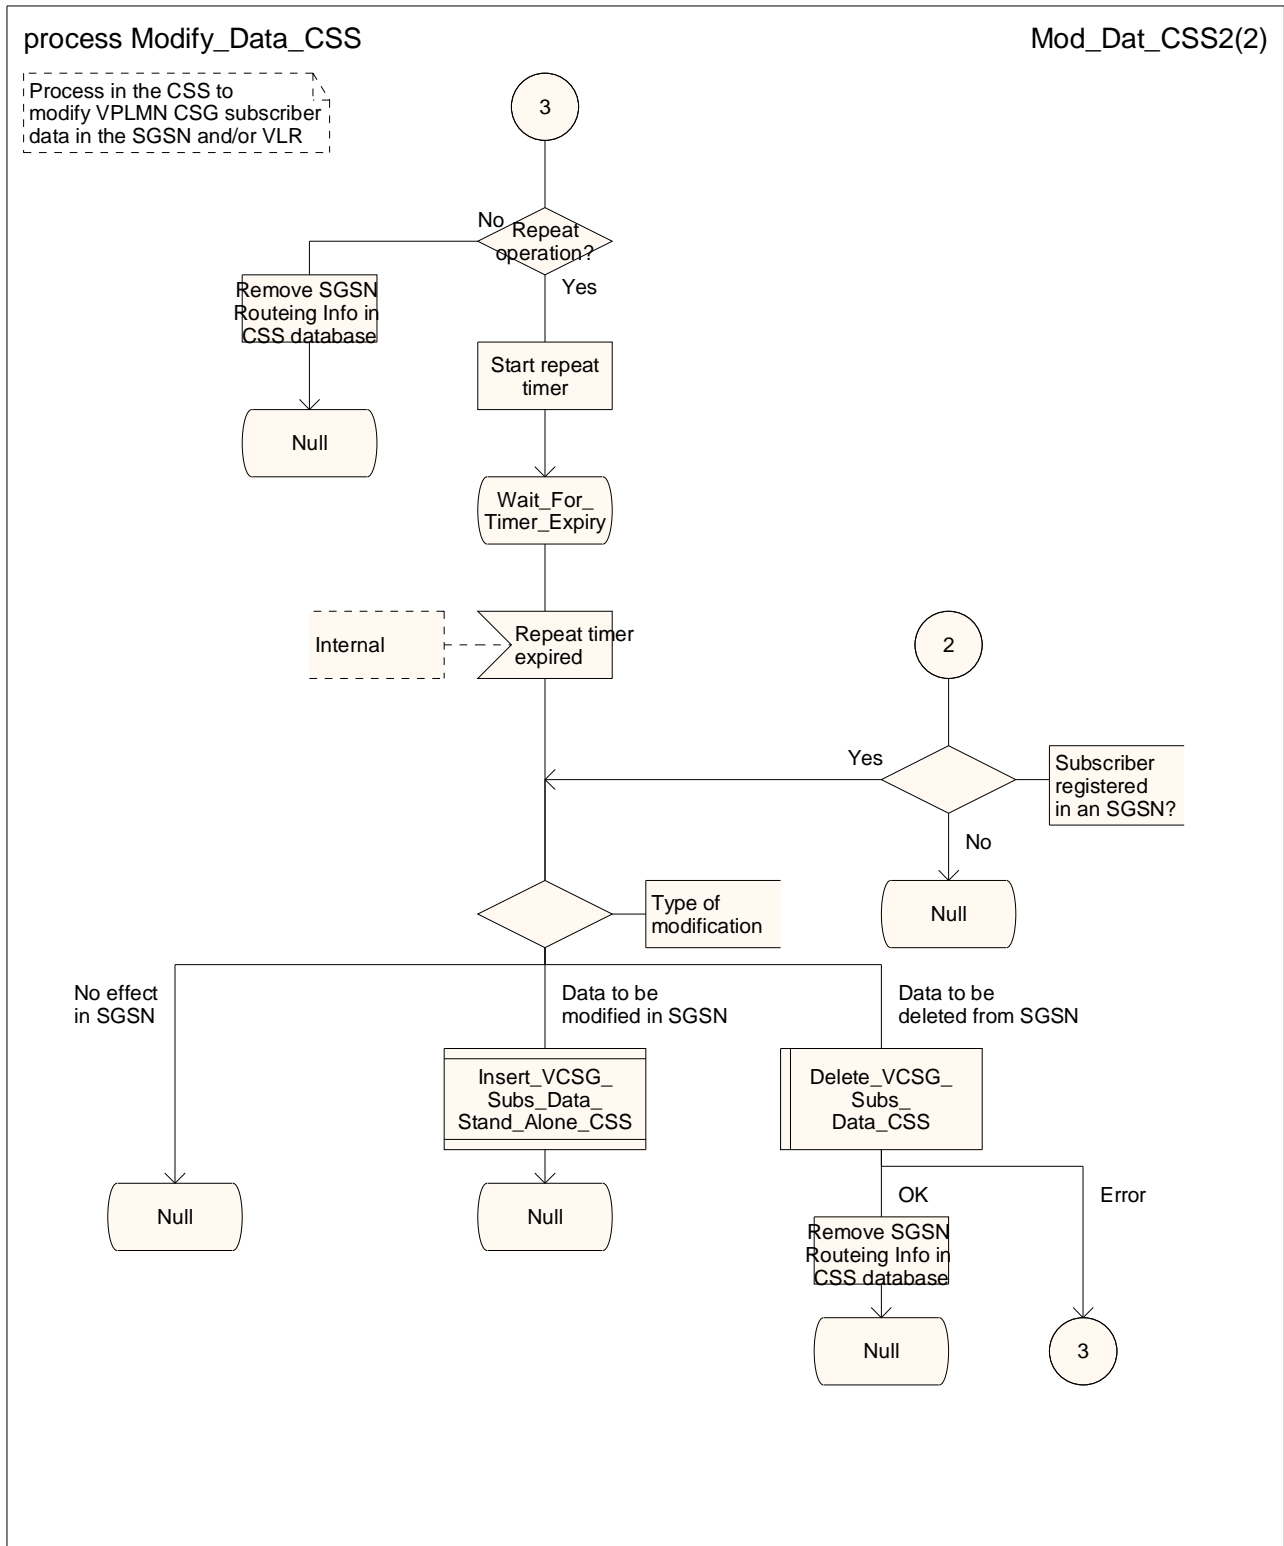 process Modify_Data_CSS
Mod_Dat_CSS2(2)
Process in the CSS to
modify VPLMN CSG subscriber
data in the SGSN and/or VLR
3
No
Repeat
operation?
Yes
Remove SGSN
Routeing Info in
CSS database
Start repeat
timer
Null
Wait_For_
Timer_Expiry
Internal
Repeat timer
expired
2
Yes
Subscriber
registered
in an SGSN?
No
Null
Type of
modification
No effect
in SGSN
Data to be
modified in SGSN
Data to be
deleted from SGSN
Insert_VCSG_
Subs_Data_
Stand_Alone_CSS
Delete_VCSG_
Subs_
Data_CSS
Null
Null
OK
Error
Remove SGSN
Routeing Info in
CSS database
Null
3